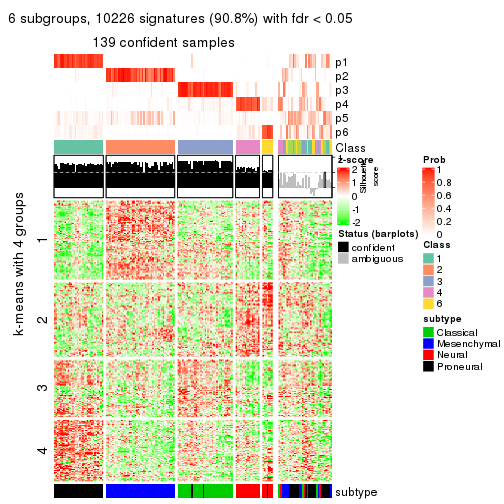 6 subgroups, 10226 signatures (90.8%) with fdr < 0.05
139 confident samples
p1
p2
p3
p4
p5
p6
Class
z-score
2
1
0
-1
-2
Silhouette
score
Prob
1
0.8
0.6
0.4
0.2
0
Status (barplots)
confident
ambiguous
Class
1
2
3
4
6
subtype
Classical
Mesenchymal
Neural
Proneural
k-means with 4 groups
1
2
3
4
subtype